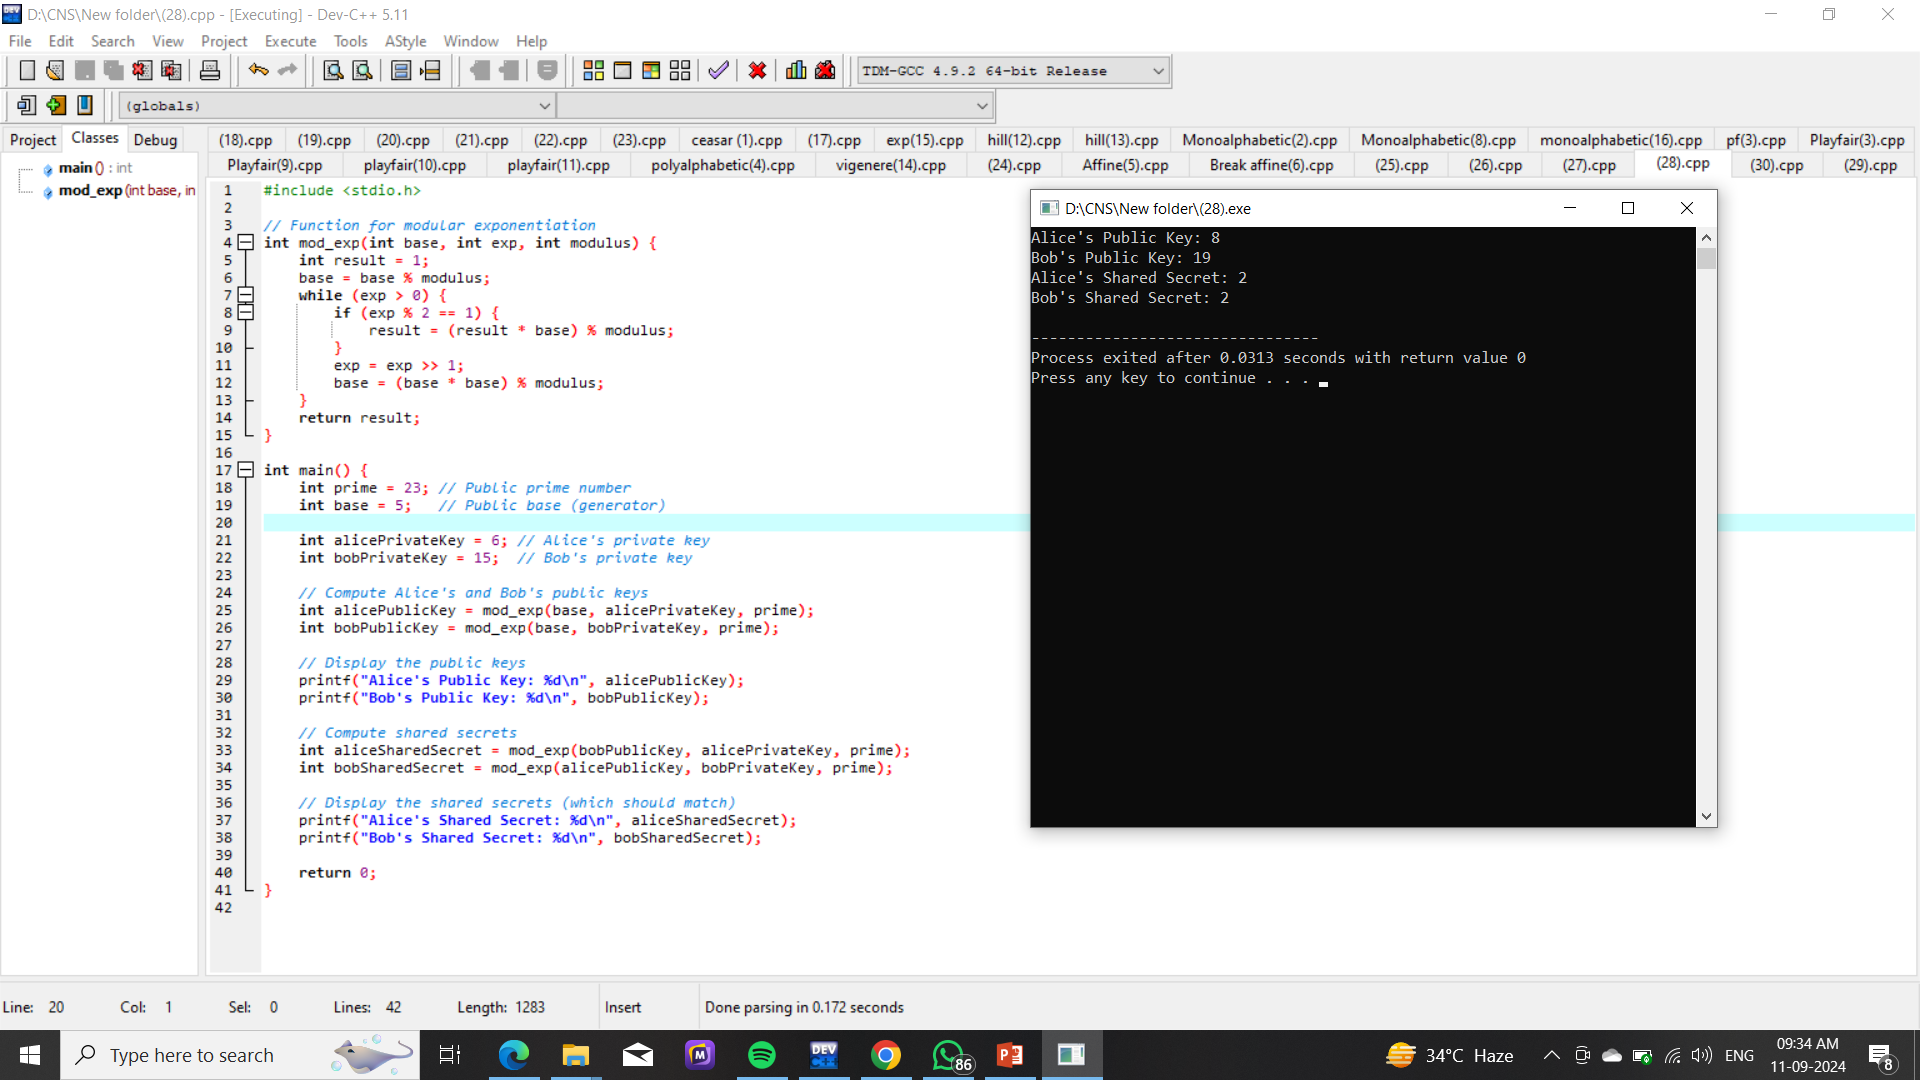 D:\CNS\New folder\(28).cpp - [Executing] - Dev-C++ 5.11
File Edit Search View Project Execute Tools AStyle Window Help
TDM-GCC 4.9.2 64-bit Release
(globals)
Project Classes Debug
(18).cpp (19).cpp (20).cpp (21).cpp (22).cpp (23).cpp ceasar (1).cpp (17).cpp exp(15).cpp hill(12).cpp hill(13).cpp Monoalphabetic(2).cpp Monoalphabetic(8).cpp monoalphabetic(16).cpp pf(3).cpp Playfair(3).cpp
Playfair(9).cpp playfair(10).cpp playfair(11).cpp polyalphabetic(4).cpp vigenere(14).cpp (24).cpp Affine(5).cpp Break affine(6).cpp (25).cpp (26).cpp (27).cpp (28).cpp (30).cpp (29).cpp
main () : int
mod_exp (int base, in
1 #include <stdio.h>
2
3 // Function for modular exponentiation
4 int mod_exp(int base, int exp, int modulus) {
5 int result = 1;
6 base = base % modulus;
7 while (exp > 0) {
8 if (exp % 2 == 1) {
9 result = (result * base) % modulus;
10 }
11 exp = exp >> 1;
12 base = (base * base) % modulus;
13 }
14 return result;
15 }
16
17 int main() {
18 int prime = 23; // Public prime number
19 int base = 5; // Public base (generator)
20
21 int alicePrivateKey = 6; // Alice's private key
22 int bobPrivateKey = 15; // Bob's private key
23
24 // Compute Alice's and Bob's public keys
25 int alicePublicKey = mod_exp(base, alicePrivateKey, prime);
26 int bobPublicKey = mod_exp(base, bobPrivateKey, prime);
27
28 // Display the public keys
29 printf("Alice's Public Key: %d\n", alicePublicKey);
30 printf("Bob's Public Key: %d\n", bobPublicKey);
31
32 // Compute shared secrets
33 int aliceSharedSecret = mod_exp(bobPublicKey, alicePrivateKey, prime);
34 int bobSharedSecret = mod_exp(alicePublicKey, bobPrivateKey, prime);
35
36 // Display the shared secrets (which should match)
37 printf("Alice's Shared Secret: %d\n", aliceSharedSecret);
38 printf("Bob's Shared Secret: %d\n", bobSharedSecret);
39
40 return 0;
41 }
42
D:\CNS\New folder\(28).exe
Alice's Public Key: 8
Bob's Public Key: 19
Alice's Shared Secret: 2
Bob's Shared Secret: 2
--------------------------------
Process exited after 0.0313 seconds with return value 0
Press any key to continue . . .
Line: 20 Col: 1 Sel: 0 Lines: 42 Length: 1283 Insert Done parsing in 0.172 seconds
Type here to search
DEV
86
34°C Haze
ENG
09:34 AM
11-09-2024
8